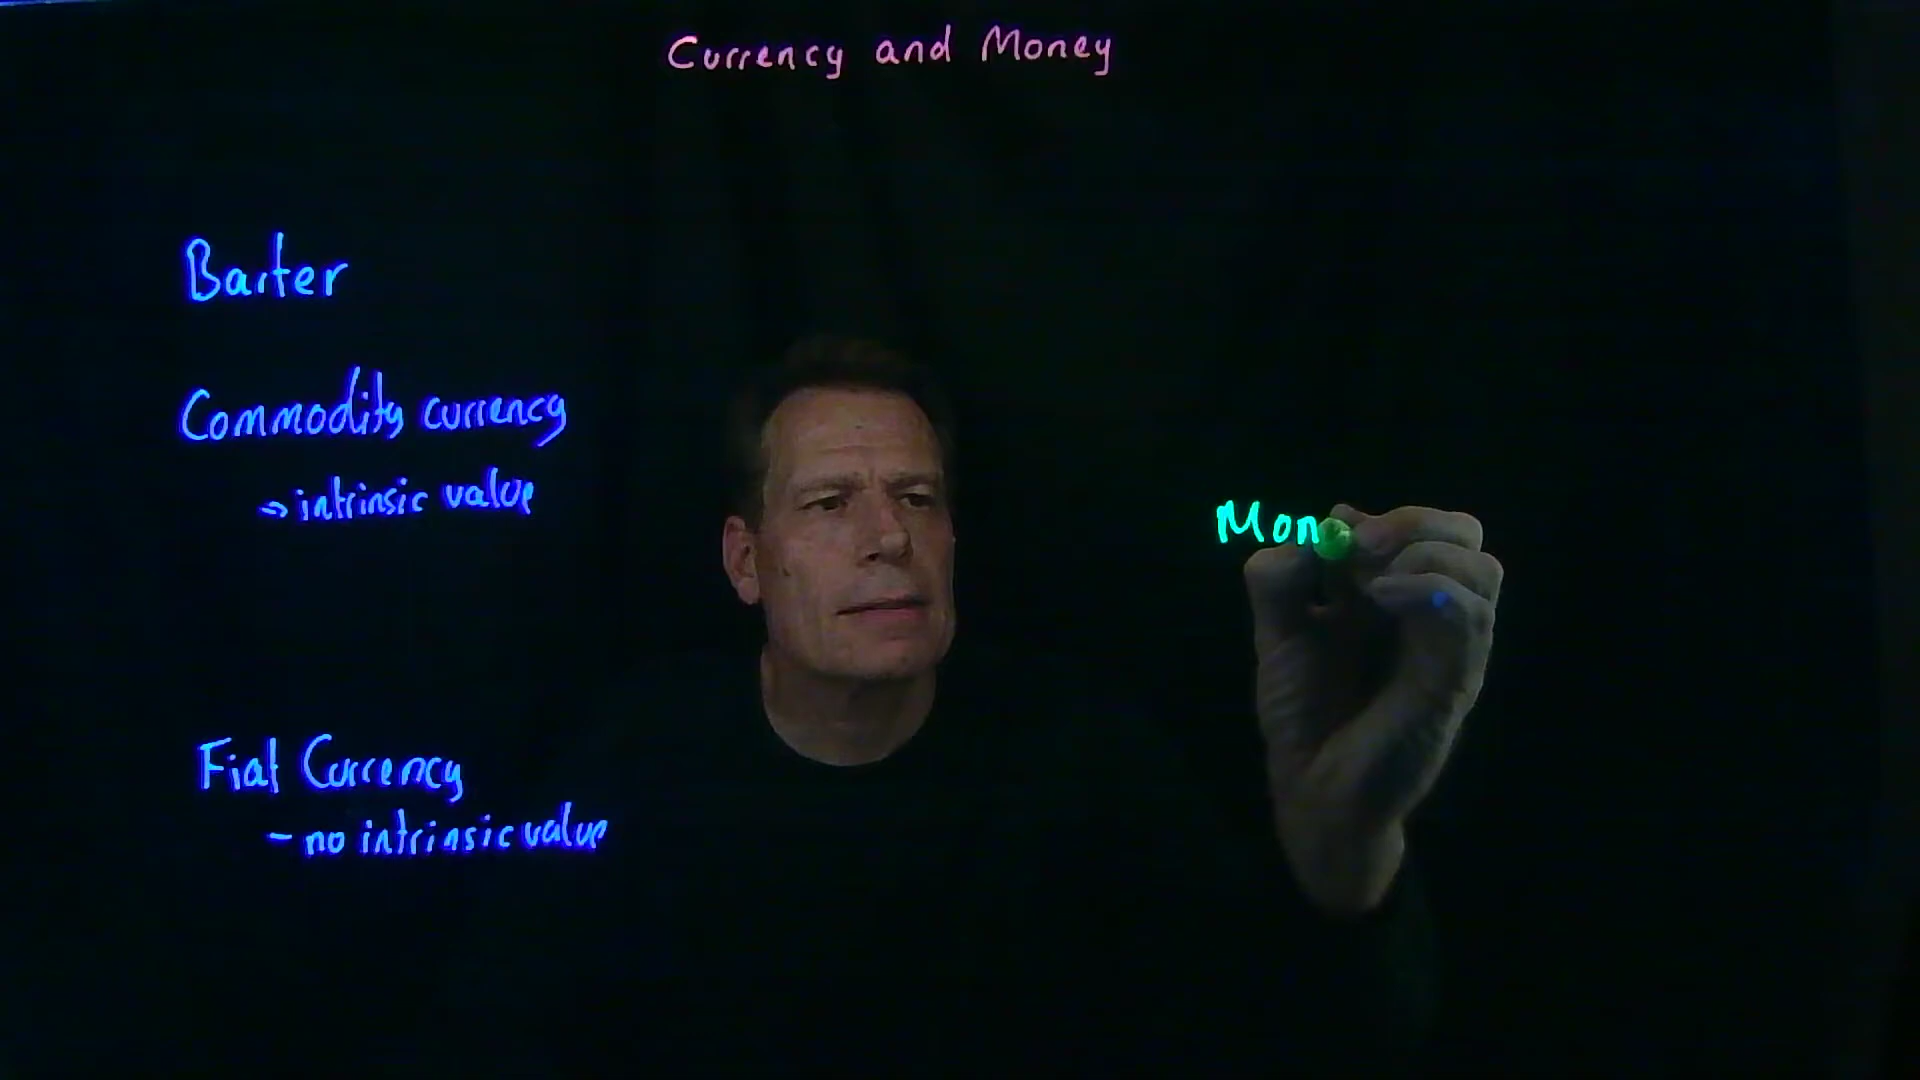 Currency and Money
Barter
Commodity currency
→ intrinsic value
Mon
Fiat Currency
- no intrinsic value